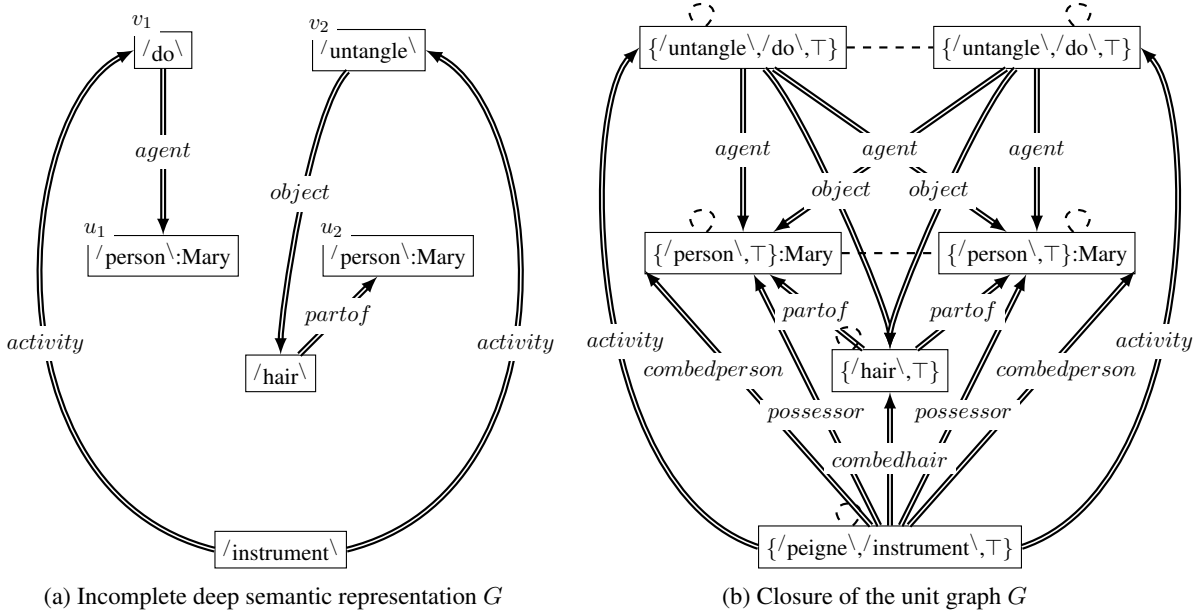 v1
v2
/do\
/untangle\
{/untangle\,/do\,⊤}
{/untangle\,/do\,⊤}
agent
agent
agent
agent
object
object
object
u1
u2
/person\:Mary
/person\:Mary
{/person\,⊤}:Mary
{/person\,⊤}:Mary
partof
partof
partof
activity
activity
activity
activity
/hair\
{/hair\,⊤}
combedperson
combedperson
possessor
possessor
combedhair
/instrument\
{/peigne\,/instrument\,⊤}
(a) Incomplete deep semantic representation G
(b) Closure of the unit graph G